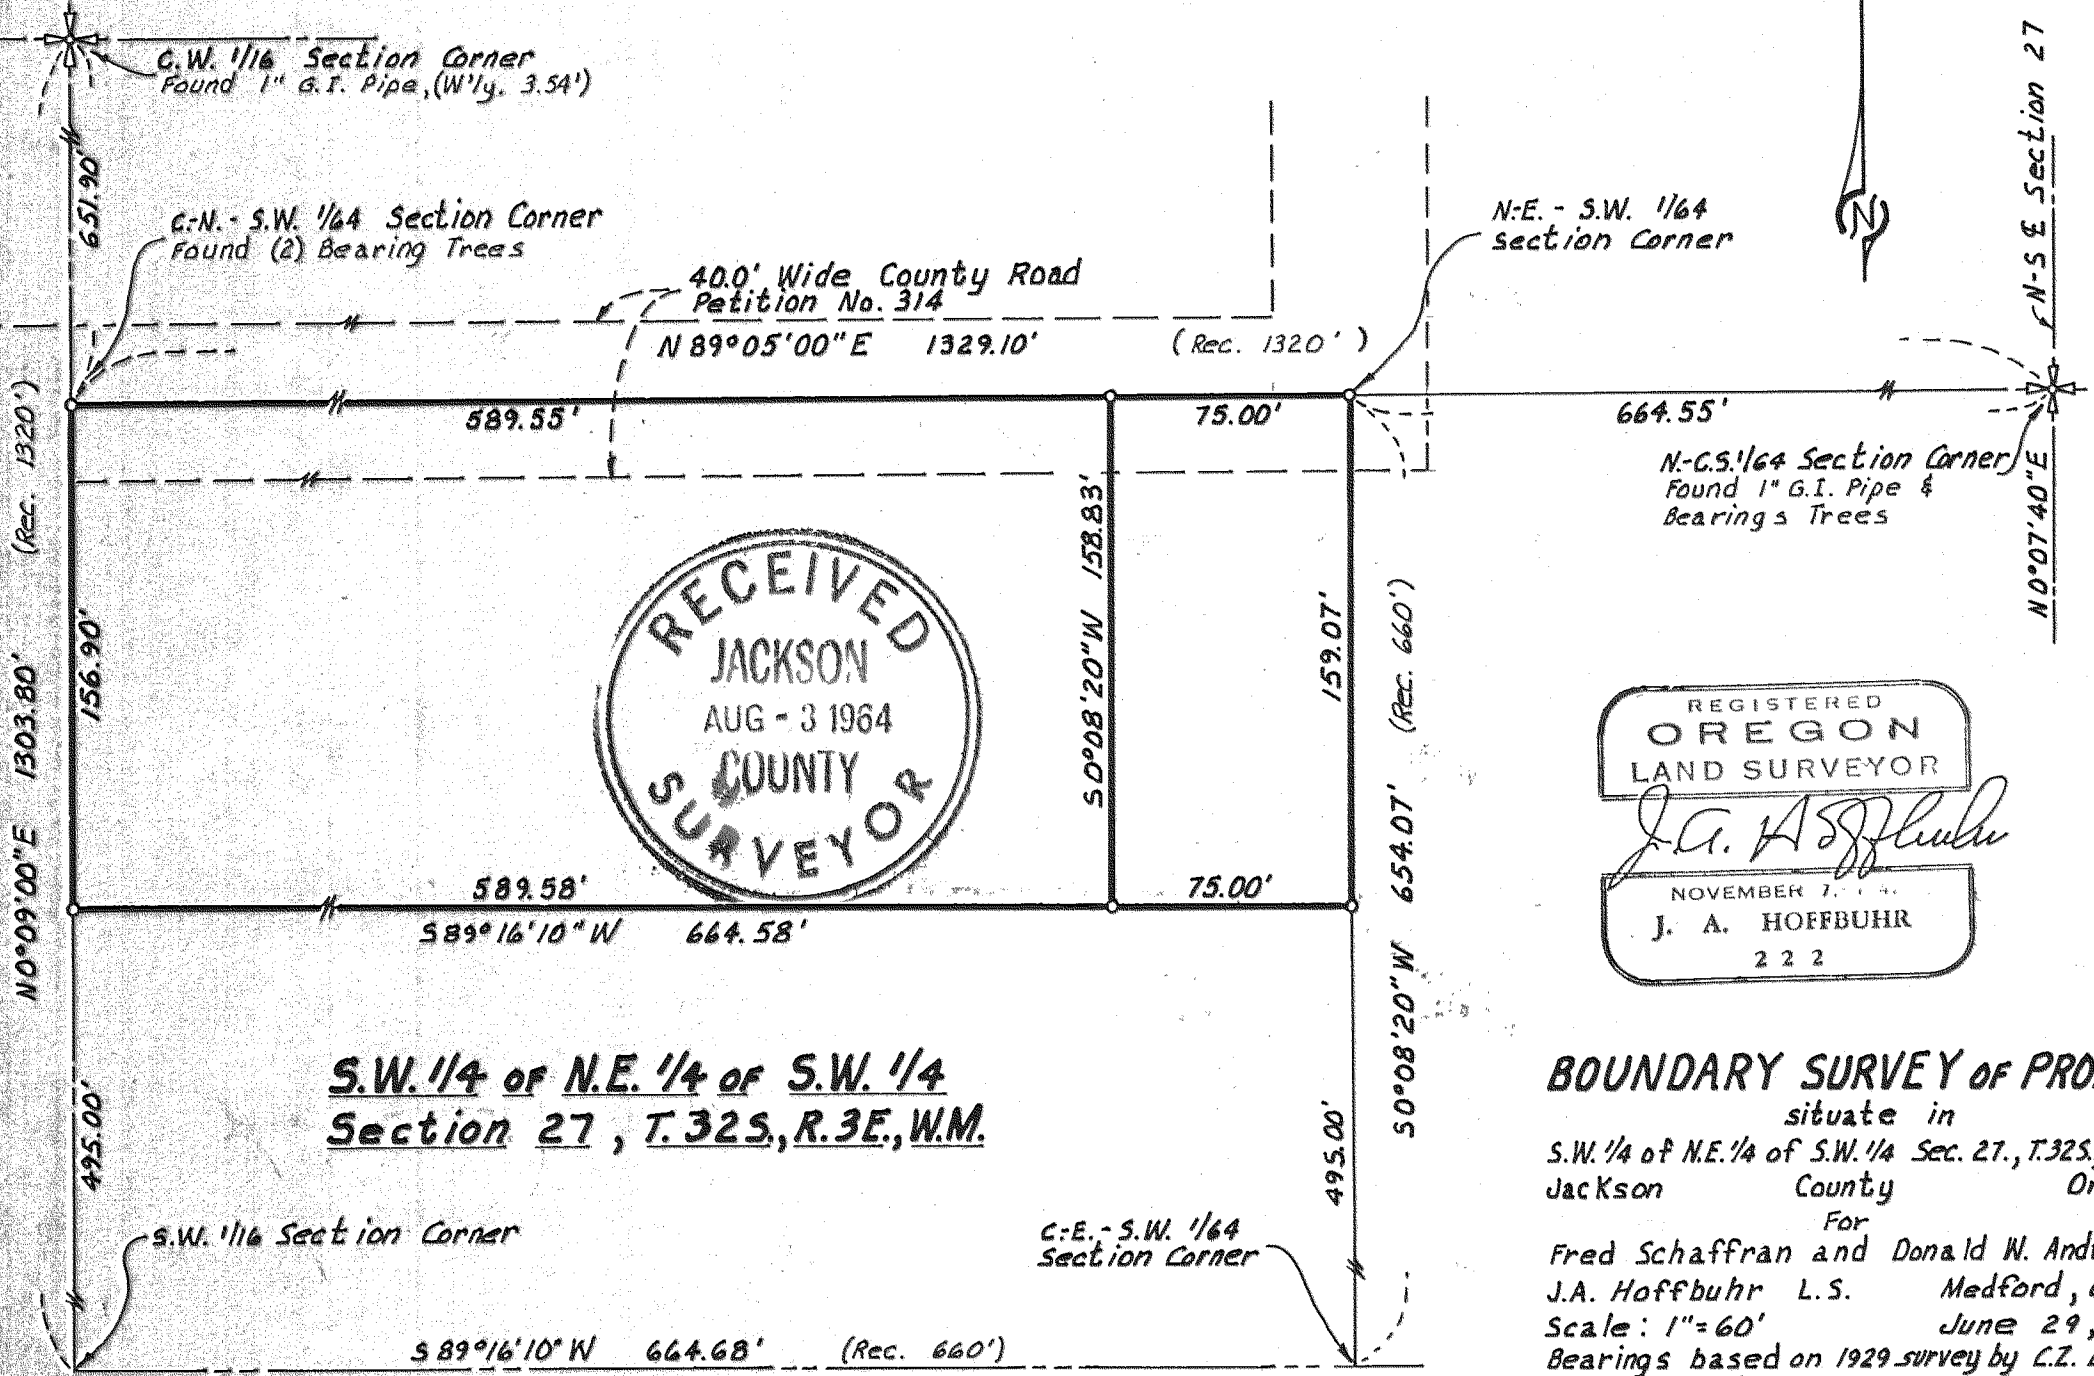 C.W. 1/16 Section Corner
Found 1" G.I. Pipe, (W'ly. 3.54')
651.90'
C-N. - S.W. 1/64 Section Corner
Found (2) Bearing Trees
40.0' Wide County Road
Petition No. 314
N 89°05'00" E 1329.10' (Rec. 1320')
N.-E. - S.W. 1/64
Section Corner
N
N-S ℄ Section 27
589.55'
75.00'
664.55'
N.-C.S. 1/64 Section Corner
Found 1" G.I. Pipe &
Bearings Trees
N 0°07'40" E
N 0°09'00" E 1303.80' (Rec. 1320')
156.90'
S 0°08'20" W 158.83'
159.07'
S 0°08'20" W 654.07' (Rec. 660')
RECEIVED
JACKSON
AUG - 3 1964
COUNTY
SURVEYOR
REGISTERED
OREGON
LAND SURVEYOR
J.A. Hoffbuhr
NOVEMBER
J. A. HOFFBUHR
222
589.58'
75.00'
S 89°16'10" W 664.58'
S.W. 1/4 OF N.E. 1/4 OF S.W. 1/4
Section 27, T. 32S., R. 3E., W.M.
495.00'
495.00'
S.W. 1/16 Section Corner
C.-E. - S.W. 1/64
Section Corner
S 89°16'10" W 664.68' (Rec. 660')
BOUNDARY SURVEY OF
situate in
S.W. 1/4 of N.E. 1/4 of S.W. 1/4 Sec. 27., T.32S.,
Jackson County
For
Fred Schaffran and Donald W.
J.A. Hoffbuhr L.S. Medford,
Scale: 1"=60' June 29,
Bearings based on 1929 survey by C.Z.